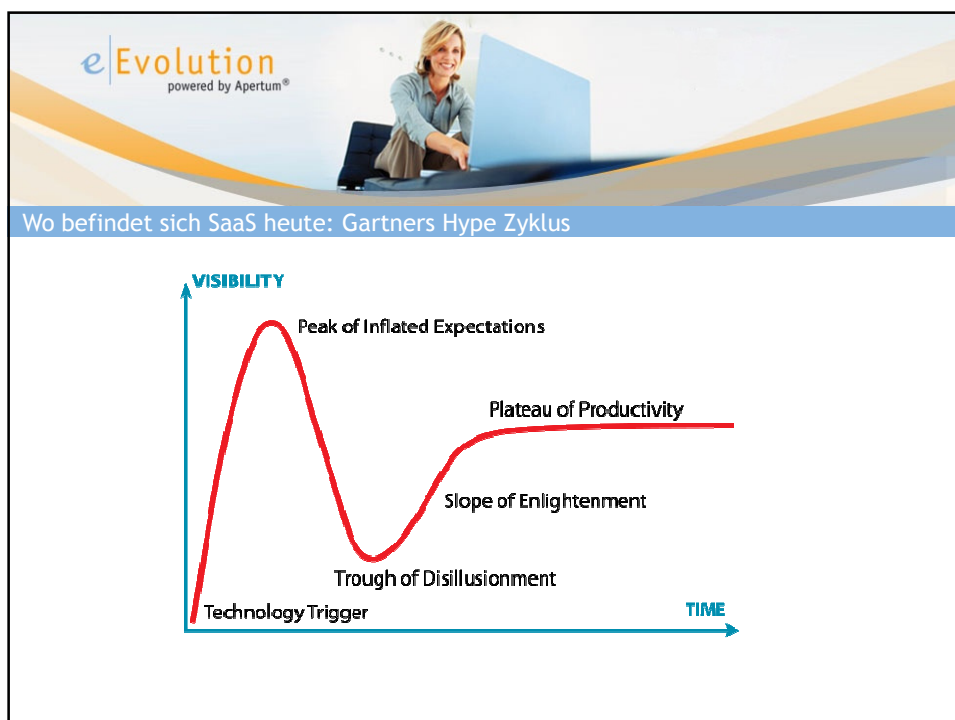 e Evolution
powered by Apertum®
Wo befindet sich SaaS heute: Gartners Hype Zyklus
VISIBILITY
Peak of Inflated Expectations
Plateau of Productivity
Slope of Enlightenment
Trough of Disillusionment
Technology Trigger
TIME